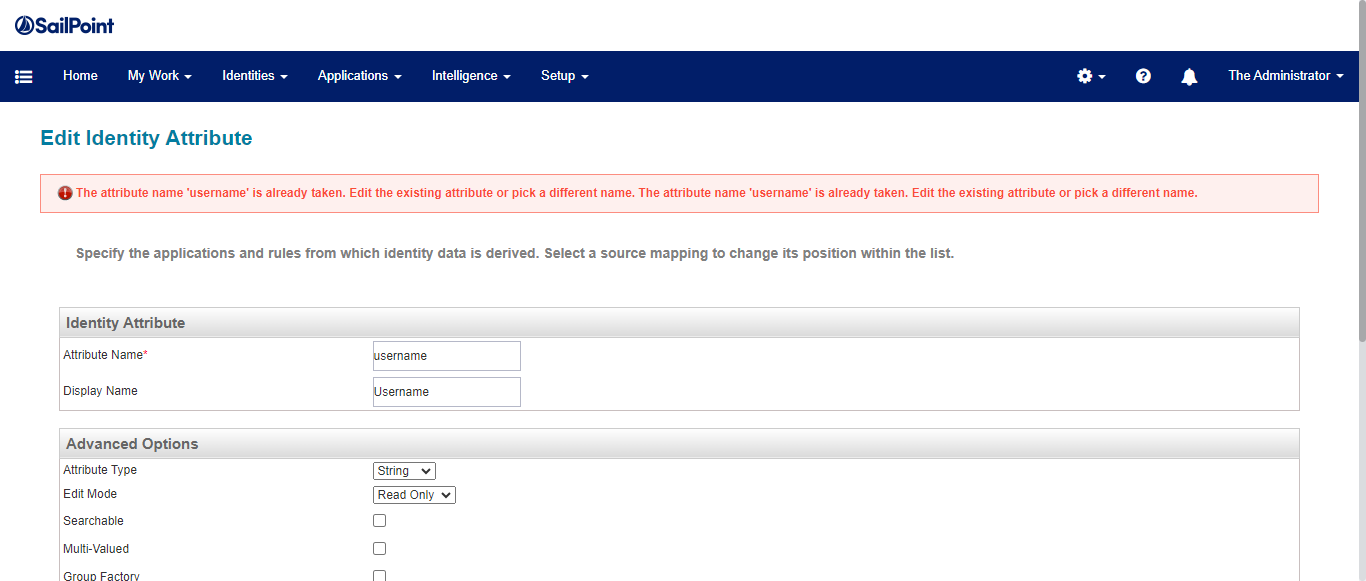 SailPoint
Home My Work Identities Applications Intelligence Setup The Administrator
Edit Identity Attribute
The attribute name 'username' is already taken. Edit the existing attribute or pick a different name. The attribute name 'username' is already taken. Edit the existing attribute or pick a different name.
Specify the applications and rules from which identity data is derived. Select a source mapping to change its position within the list.
Identity Attribute
Attribute Name* username
Display Name Username
Advanced Options
Attribute Type String
Edit Mode Read Only
Searchable
Multi-Valued
Group Factory